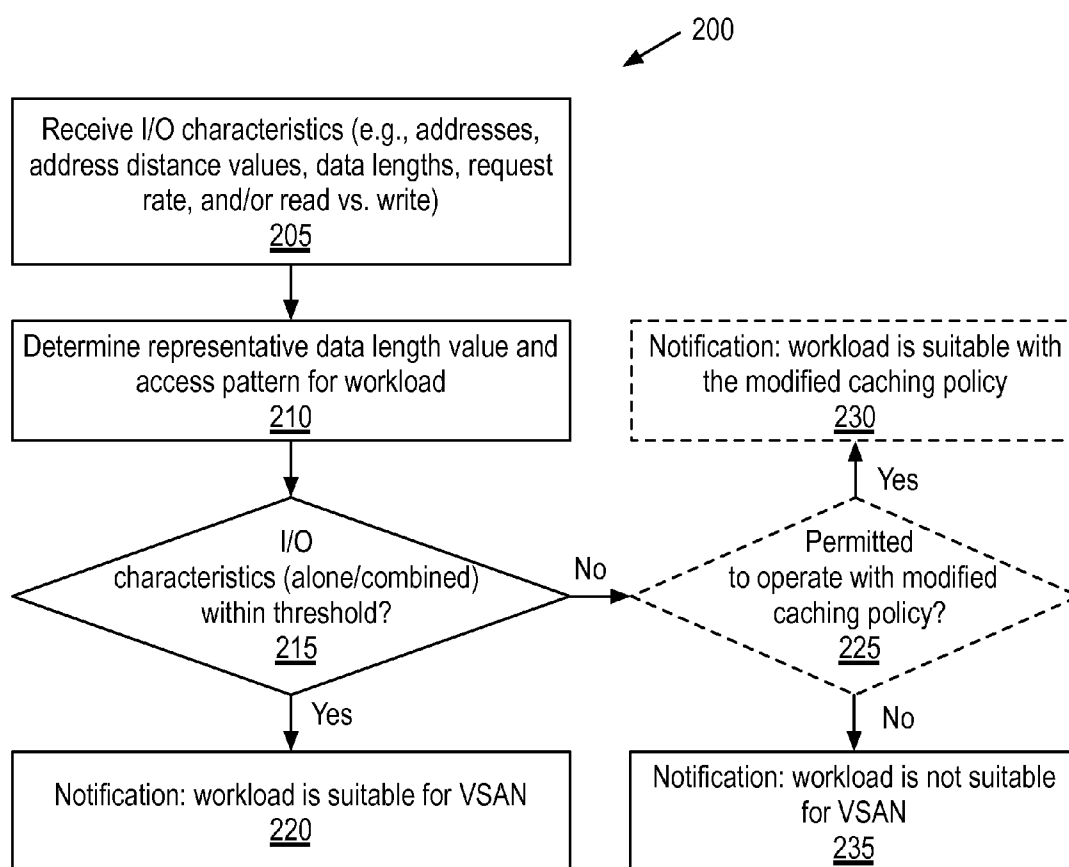 200
Receive I/O characteristics (e.g., addresses,
address distance values, data lengths, request
rate, and/or read vs. write)
205
Determine representative data length value and
access pattern for workload
210
I/O
characteristics (alone/combined)
within threshold?
215
Yes
No
Notification: workload is suitable for VSAN
220
Notification: workload is suitable with
the modified caching policy
230
Yes
Permitted
to operate with modified
caching policy?
225
No
Notification: workload is not suitable
for VSAN
235